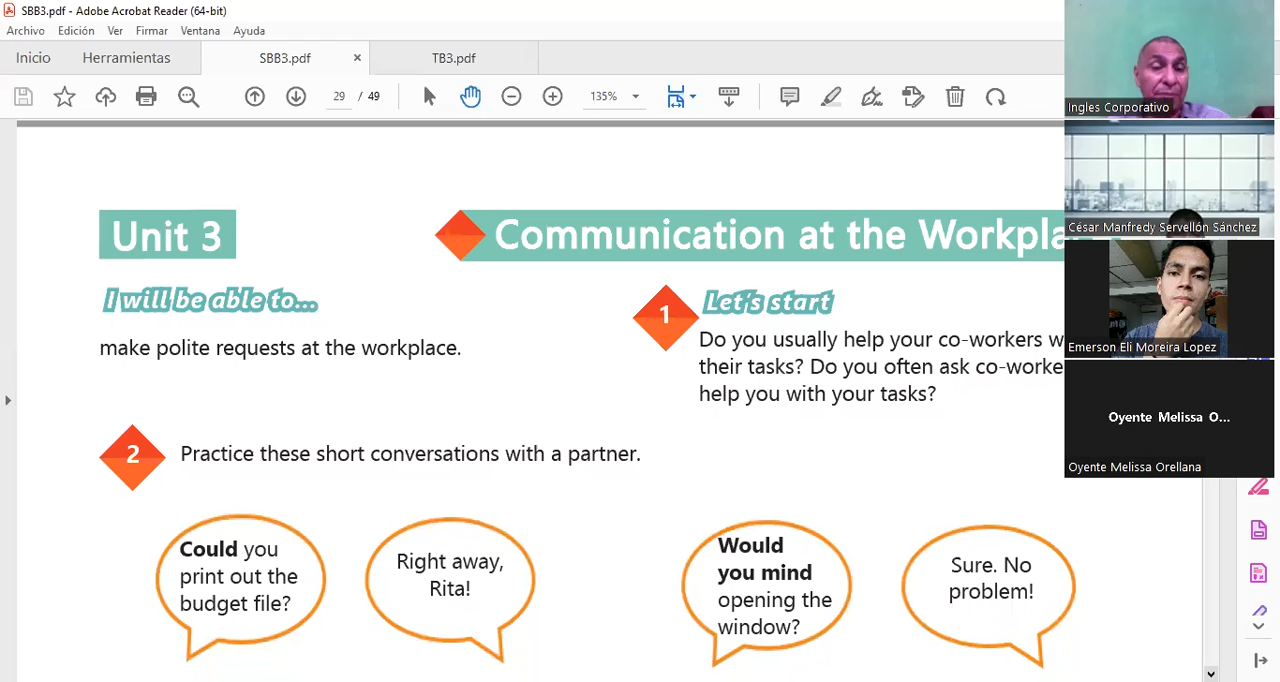 SBB3.pdf - Adobe Acrobat Reader (64-bit)
Archivo Edición Ver Firmar Ventana Ayuda
Inicio Herramientas SBB3.pdf × TB3.pdf
29 / 49 135%
Ingles Corporativo
César Manfredy Servellón Sánchez
Emerson Eli Moreira Lopez
Oyente Melissa O...
Oyente Melissa Orellana
Unit 3
Communication at the Workpla
I will be able to...
make polite requests at the workplace.
1
Let's start
Do you usually help your co-workers w
their tasks? Do you often ask co-worke
help you with your tasks?
2
Practice these short conversations with a partner.
Could you
print out the
budget file?
Right away,
Rita!
Would
you mind
opening the
window?
Sure. No
problem!